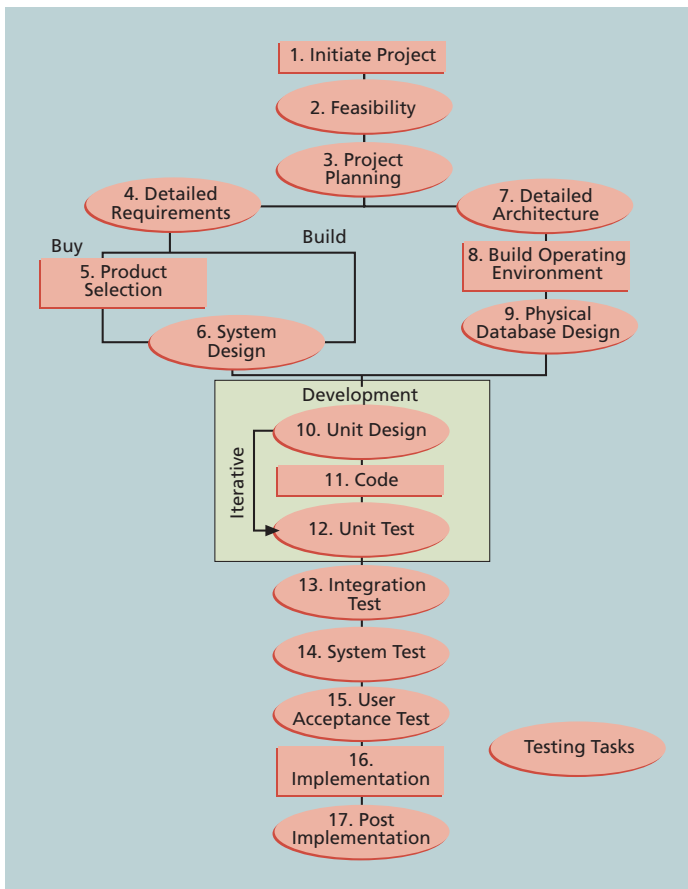 1. Initiate Project
2. Feasibility
3. Project
Planning
4. Detailed
Requirements
7. Detailed
Architecture
Buy
Build
5. Product
Selection
8. Build Operating
Environment
6. System
Design
9. Physical
Database Design
Development
10. Unit Design
Iterative
11. Code
12. Unit Test
13. Integration
Test
14. System Test
15. User
Acceptance Test
Testing Tasks
16.
Implementation
17. Post
Implementation